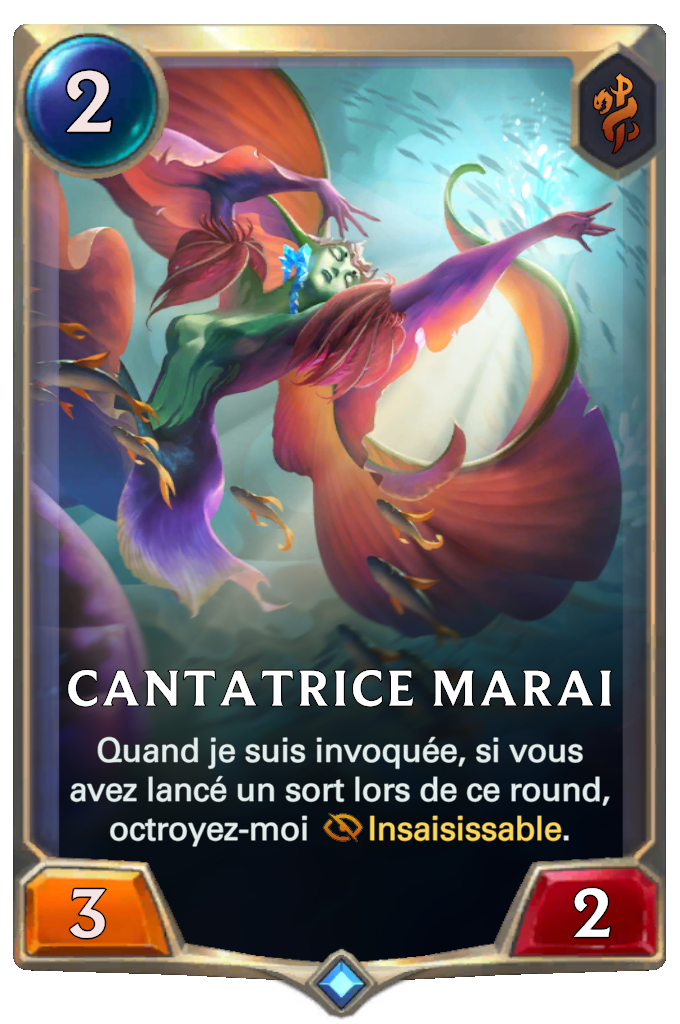 2
CANTATRICE MARAI
Quand je suis invoquée, si vous
avez lancé un sort lors de ce round,
octroyez-moi Insaisissable.
3
2